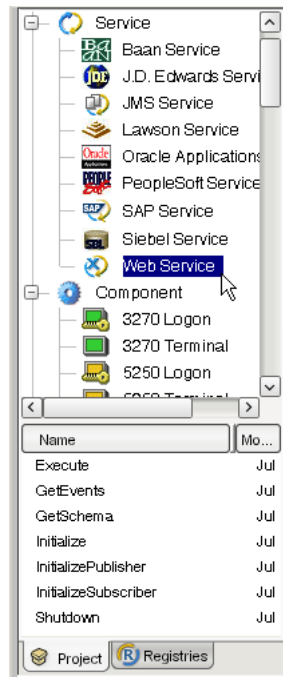 Service
Baan Service
J.D. Edwards Servi
JMS Service
Lawson Service
Oracle Applications
PeopleSoft Service
SAP Service
Siebel Service
Web Service
Component
3270 Logon
3270 Terminal
5250 Logon
5250 Terminal
Name Mo...
Execute Jul
GetEvents Jul
GetSchema Jul
Initialize Jul
InitializePublisher Jul
InitializeSubscriber Jul
Shutdown Jul
Project Registries